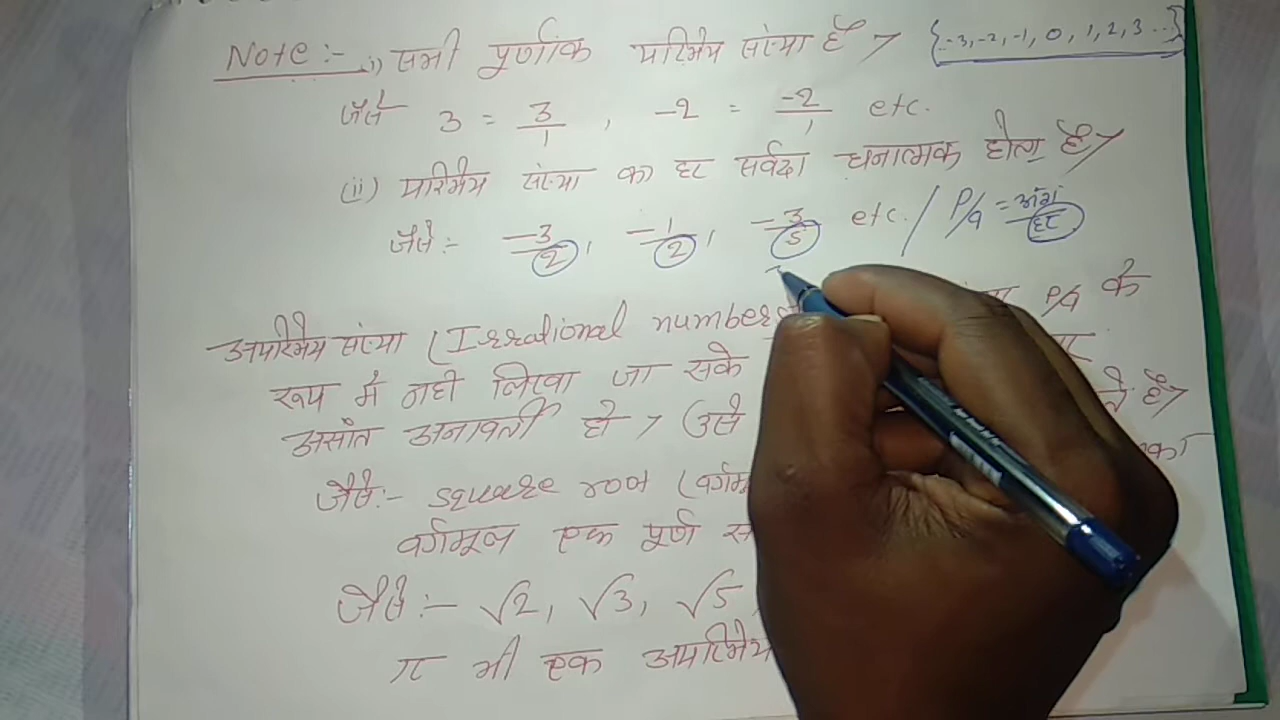 Note :- i) सभी पूर्णांक परिमेय संख्या है > {-3, -2, -1, 0, 1, 2, 3 ..}
जैसे 3 = 3/1 , -2 = -2/1 etc.
(ii) परिमेय संख्या का हर सर्वदा धनात्मक होता है >
जैसे :- -3/2 , -1/2 , -3/5 etc. / P/q = अंश/हर
अपरिमेय संख्या (Irrational numbers P/q के
रूप में नही लिखा जा सके
असांत अनावर्ती हो > उसे है >
जैसे :- square root (
वर्गमूल एक पूर्ण
जैसे :- √2, √3, √5,
π भी एक अपरिमेय